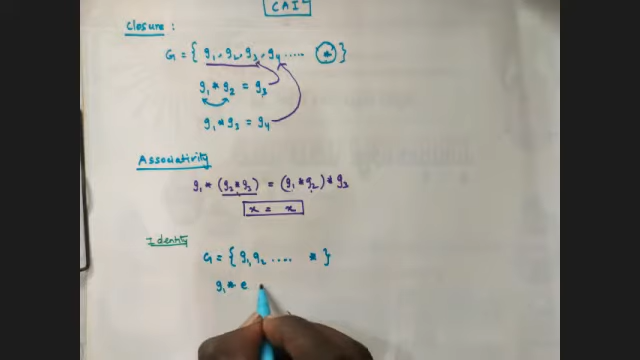 CAI
Closure :
G = { g₁, g₂, g₃, g₄ ..... * }
g₁ * g₂ = g₃
g₁ * g₃ = g₄
Associativity
g₁ * (g₂ * g₃) = (g₁ * g₂) * g₃
x = x
Identity
G = { g₁, g₂ .... * }
g₁ * e